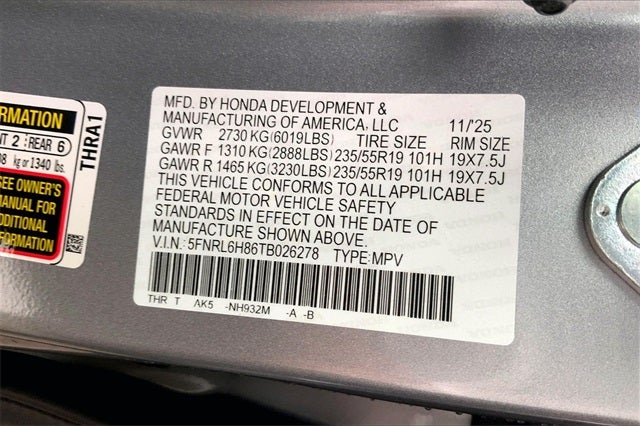 MFD. BY HONDA DEVELOPMENT &
MANUFACTURING OF AMERICA, LLC 11/'25
GVWR 2730 KG(6019LBS) TIRE SIZE RIM SIZE
GAWR F 1310 KG(2888LBS) 235/55R19 101H 19X7.5J
GAWR R 1465 KG(3230LBS) 235/55R19 101H 19X7.5J
THIS VEHICLE CONFORMS TO ALL APPLICABLE
FEDERAL MOTOR VEHICLE SAFETY
STANDARDS IN EFFECT ON THE DATE OF
MANUFACTURE SHOWN ABOVE.
V.I.N: 5FNRL6H86TB026278 TYPE:MPV
THR T AK5 -NH932M -A -B
RMATION
NT 2 REAR 6
08 kg or 1340 lbs.
SEE OWNER'S
MANUAL FOR
ADDITIONAL
FORMATION
THRA1